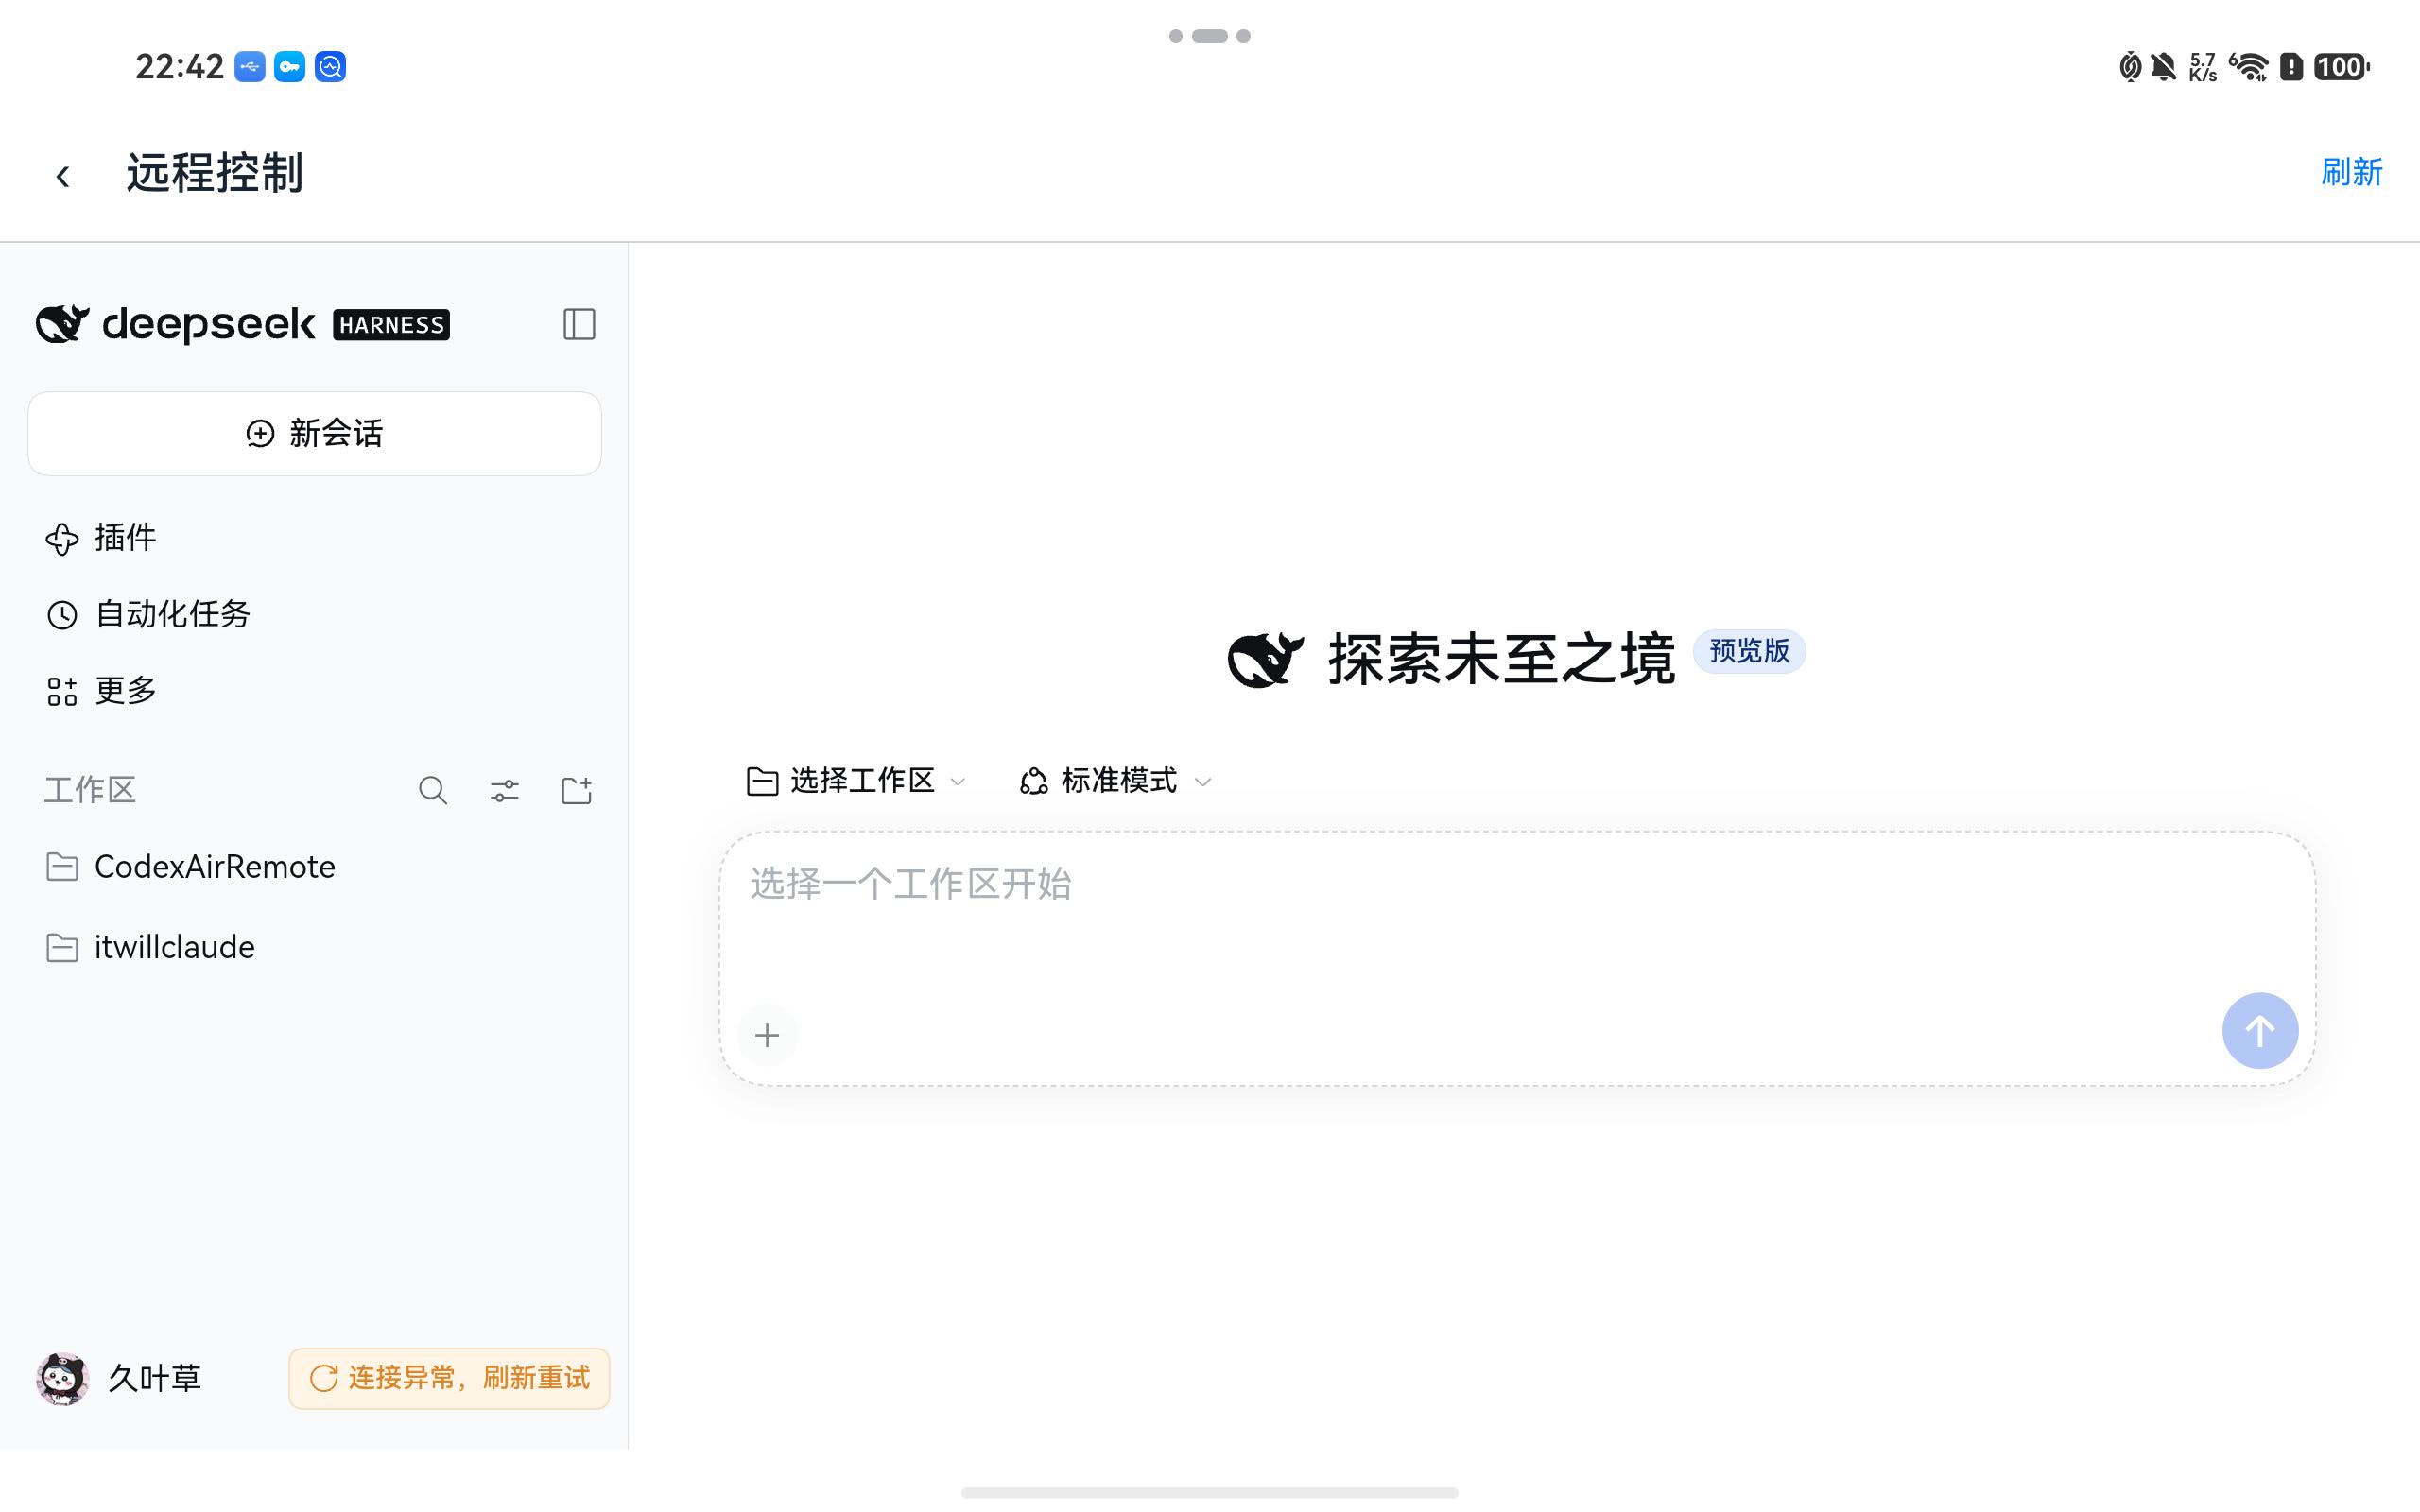 22:42
5.7
K/s
6
100
远程控制
刷新
deepseek HARNESS
新会话
插件
自动化任务
更多
工作区
CodexAirRemote
itwillclaude
探索未至之境
预览版
选择工作区
标准模式
选择一个工作区开始
久叶草
连接异常，刷新重试